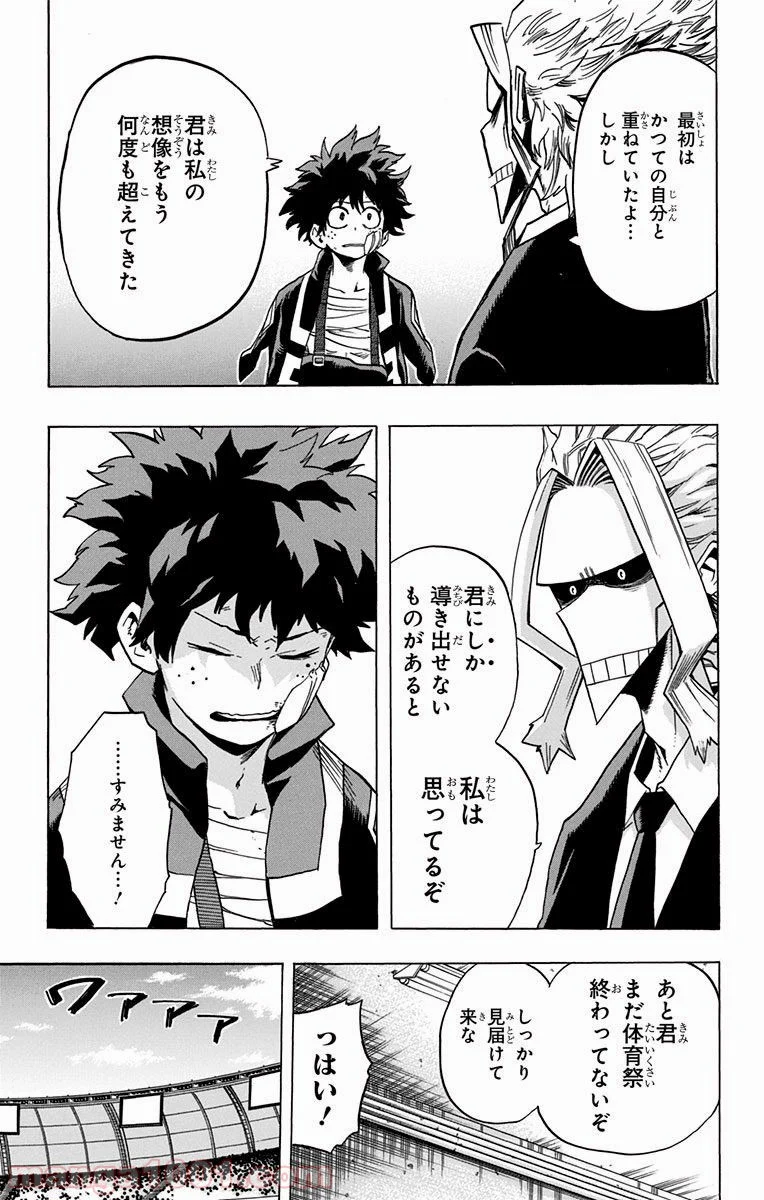 最初は
かつての自分と
重ねていたよ…
しかし
君は私の
想像をもう
何度も超えてきた
君にしか
導き出せない
ものがあると
私は
思ってるぞ
……すみません…!
あと君
まだ体育祭
終わってないぞ
しっかり
見届けて
来な
っはい!
ワアアアア